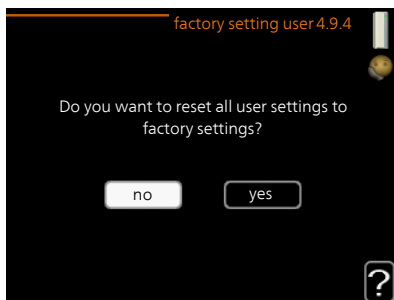 factory setting user 4.9.4
Do you want to reset all user settings to
factory settings?
no
yes
?